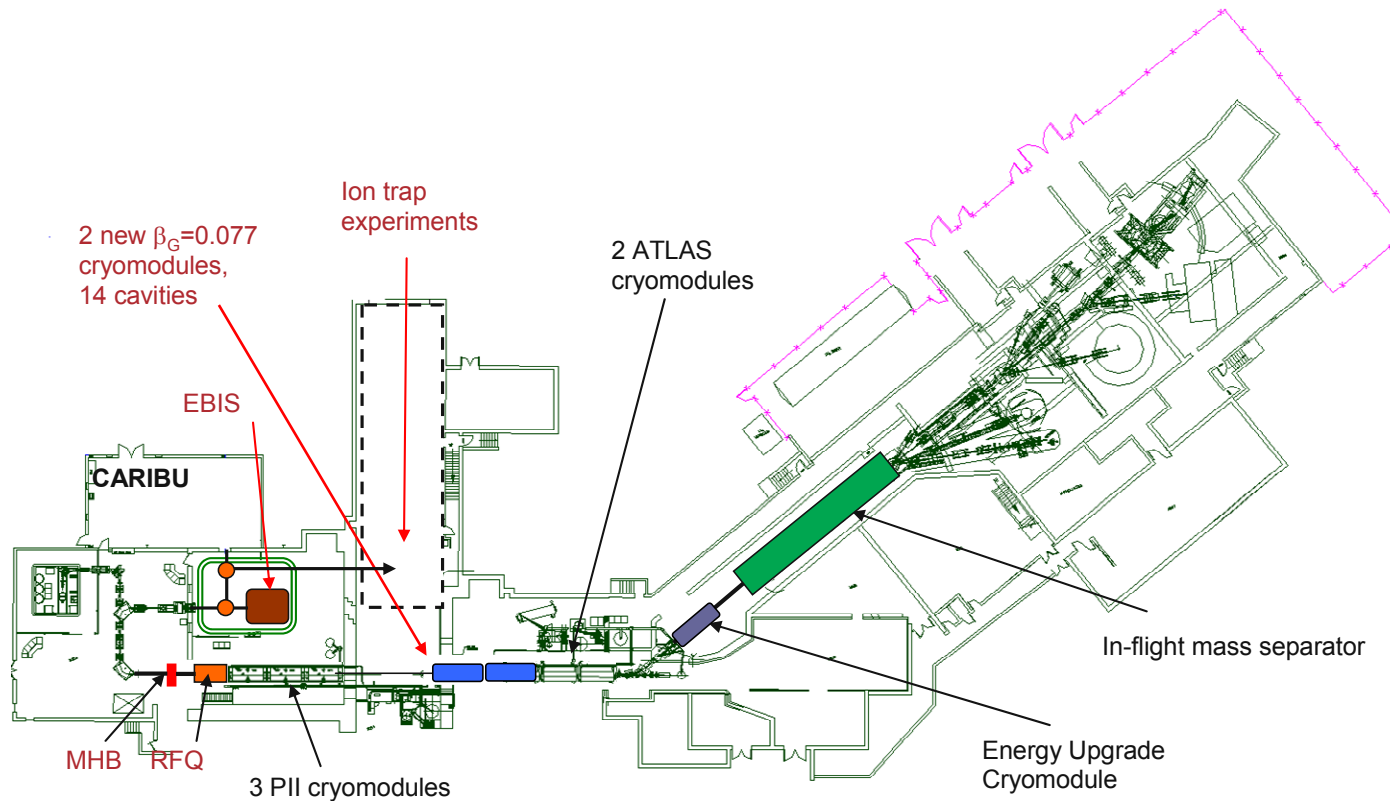 Ion trap
experiments
2 new βG=0.077
cryomodules,
14 cavities
2 ATLAS
cryomodules
EBIS
CARIBU
In-flight mass separator
MHB
RFQ
3 PII cryomodules
Energy Upgrade
Cryomodule